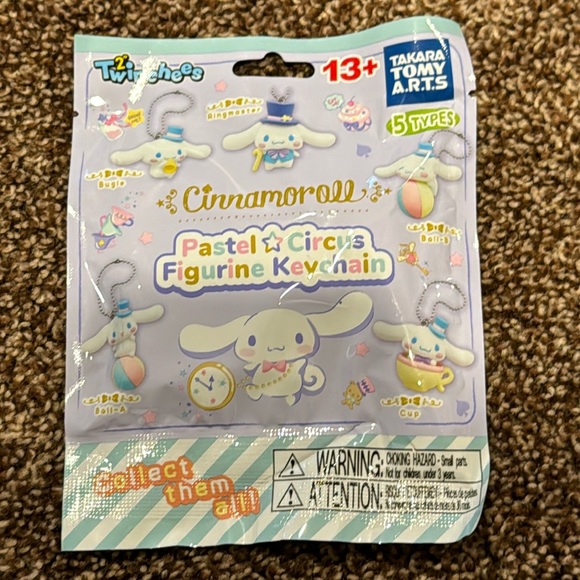 Twinchees
13+
TAKARA
TOMY
A.R.T.S
5 TYPES
Ringmaster
Bugle
Cinnamoroll
Ball-B
Pastel ☆ Circus
Figurine Keychain
Ball-A
Cup
Collect
them
all!
WARNING: CHOKING HAZARD - Small parts.
Not for children under 3 years.
ATTENTION: